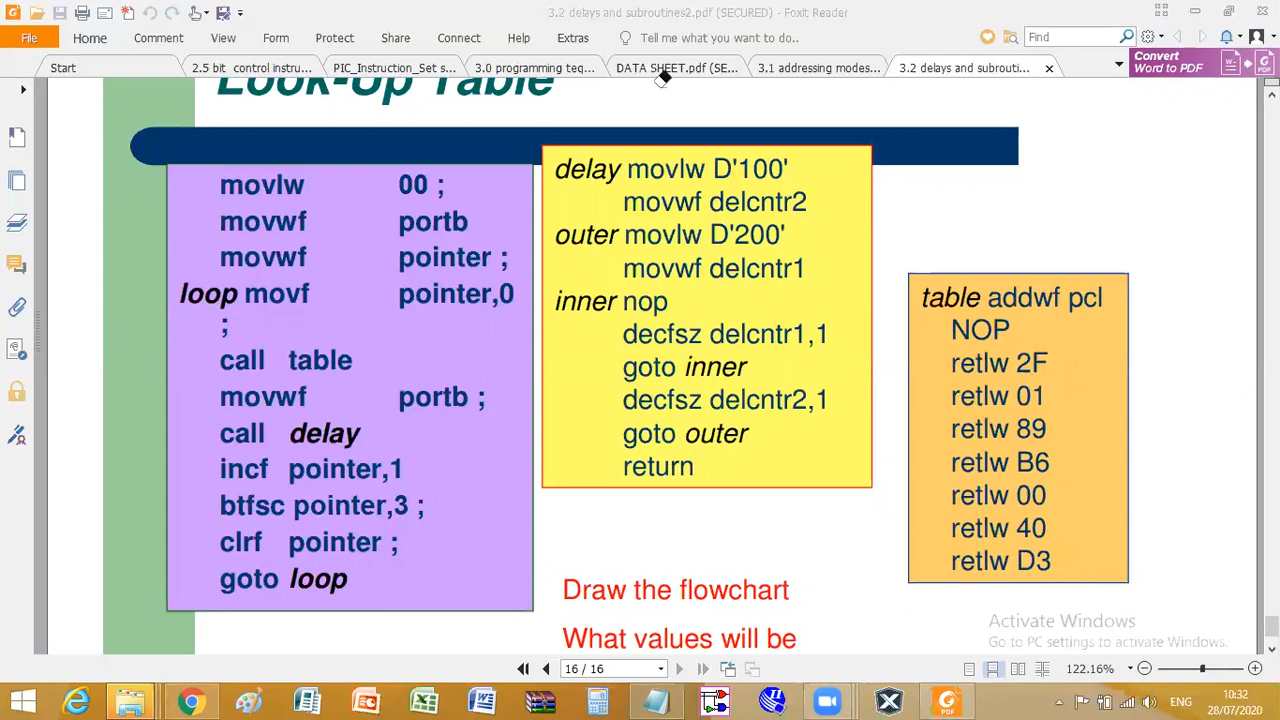 3.2 delays and subroutines2.pdf (SECURED) - Foxit Reader
File Home Comment View Form Protect Share Connect Help Extras Tell me what you want to do.. Find
Start 2.5 bit control instru... PIC_Instruction_Set-... 3.0 programming teq... DATA SHEET.pdf (SE... 3.1 addressing modes... 3.2 delays and subrouti...
Convert
Word to PDF
Look-Up Table
movlw 00 ;
movwf portb
movwf pointer ;
loop movf pointer,0
;
call table
movwf portb ;
call delay
incf pointer,1
btfsc pointer,3 ;
clrf pointer ;
goto loop
delay movlw D'100'
movwf delcntr2
outer movlw D'200'
movwf delcntr1
inner nop
decfsz delcntr1,1
goto inner
decfsz delcntr2,1
goto outer
return
table addwf pcl
NOP
retlw 2F
retlw 01
retlw 89
retlw B6
retlw 00
retlw 40
retlw D3
Draw the flowchart
What values will be
Activate Windows
Go to PC settings to activate Windows.
16 / 16
122.16%
ENG
10:32
28/07/2020